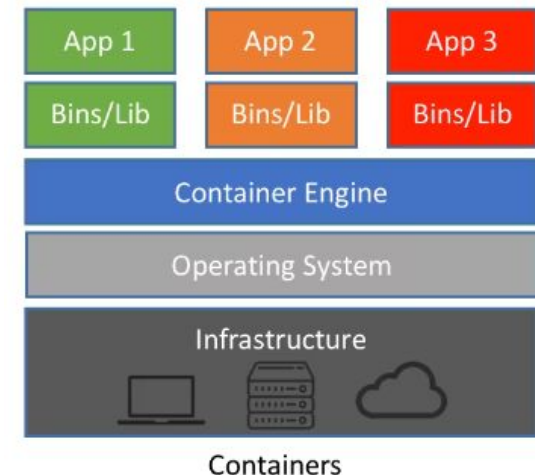 App 1 App 2 App 3
Bins/Lib Bins/Lib Bins/Lib
Container Engine
Operating System
Infrastructure
Containers